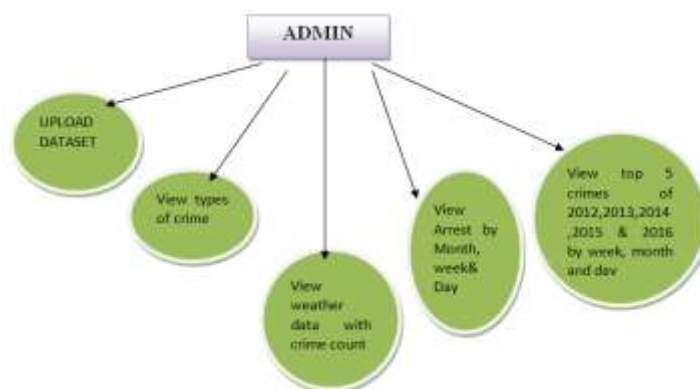 ADMIN
UPLOAD
DATASET
View types
of crime
View
weather
data with
crime count
View
Arrest by
Month,
week&
Day
View top 5
crimes of
2012,2013,2014
,2015 & 2016
by week, month
and day